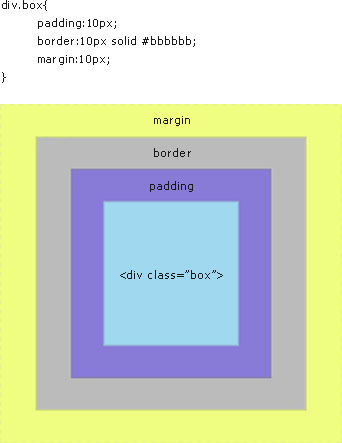 div.box{
padding:10px;
border:10px solid #bbbbbb;
margin:10px;
}
margin
border
padding
<div class=”box”>